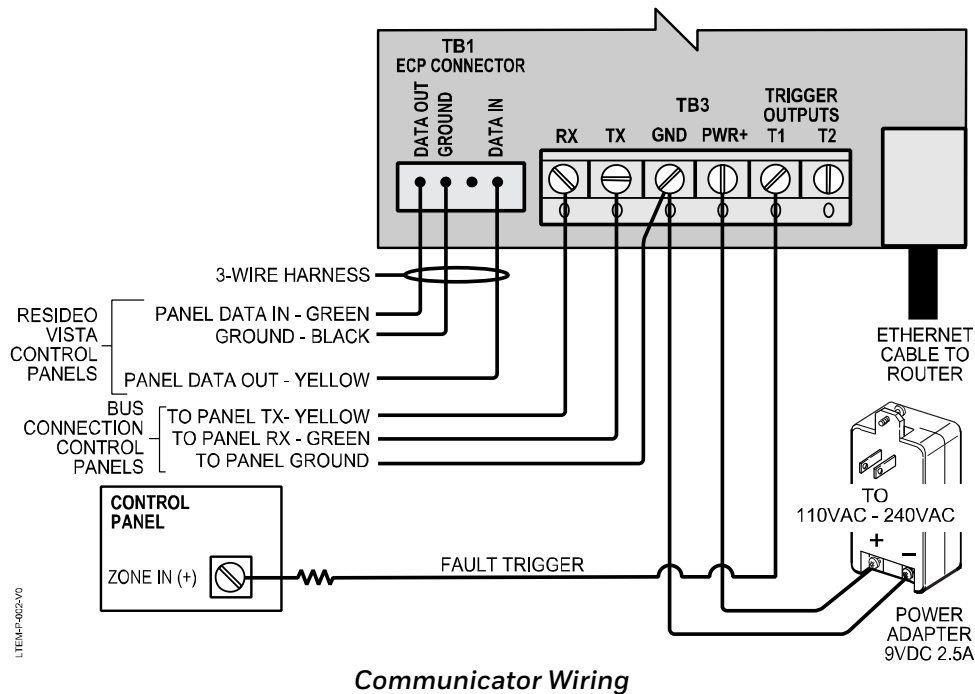 TB1
ECP CONNECTOR
DATA OUT
GROUND
DATA IN
TB3
TRIGGER
OUTPUTS
RX TX GND PWR+ T1 T2
3-WIRE HARNESS
RESIDEO
VISTA
CONTROL
PANELS
PANEL DATA IN - GREEN
GROUND - BLACK
PANEL DATA OUT - YELLOW
BUS
CONNECTION
CONTROL
PANELS
TO PANEL TX- YELLOW
TO PANEL RX - GREEN
TO PANEL GROUND
ETHERNET
CABLE TO
ROUTER
CONTROL
PANEL
ZONE IN (+)
FAULT TRIGGER
TO
110VAC - 240VAC
+ –
POWER
ADAPTER
9VDC 2.5A
LTEM-P-002-V0
Communicator Wiring